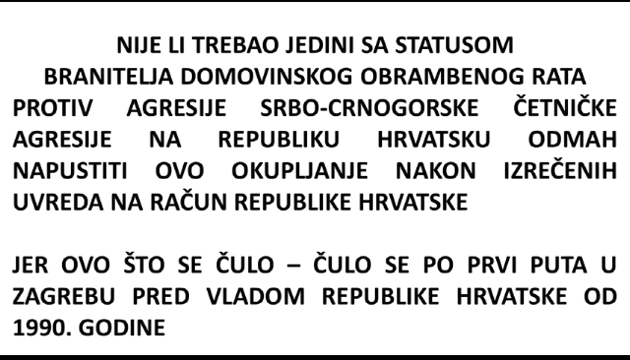 NIJE LI TREBAO JEDINI SA STATUSOM
BRANITELJA DOMOVINSKOG OBRAMBENOG RATA
PROTIV AGRESIJE SRBO-CRNOGORSKE ČETNIČKE
AGRESIJE NA REPUBLIKU HRVATSKU ODMAH
NAPUSTITI OVO OKUPLJANJE NAKON IZREČENIH
UVREDA NA RAČUN REPUBLIKE HRVATSKE
JER OVO ŠTO SE ČULO – ČULO SE PO PRVI PUTA U
ZAGREBU PRED VLADOM REPUBLIKE HRVATSKE OD
1990. GODINE